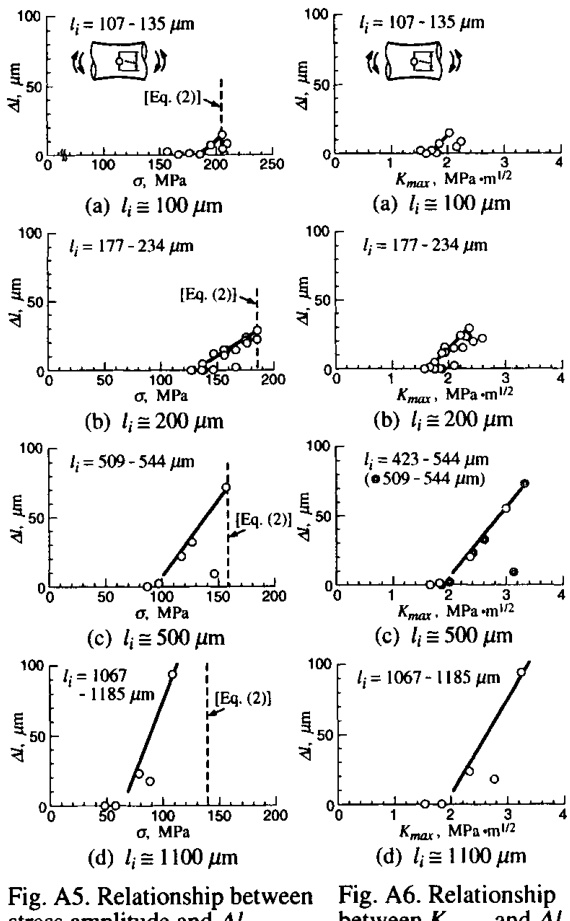 l_i = 107 - 135 μm
Δl, μm
100
50
0
[Eq. (2)]
0 50 100 150 200 250
σ, MPa
(a) l_i ≅ 100 μm
l_i = 177 - 234 μm
Δl, μm
100
50
0
[Eq. (2)]
0 50 100 150 200
σ, MPa
(b) l_i ≅ 200 μm
l_i = 509 - 544 μm
Δl, μm
100
50
0
[Eq. (2)]
0 50 100 150 200
σ, MPa
(c) l_i ≅ 500 μm
l_i = 1067
- 1185 μm
Δl, μm
100
50
0
[Eq. (2)]
0 50 100 150 200
σ, MPa
(d) l_i ≅ 1100 μm
Fig. A5. Relationship between
l_i = 107 - 135 μm
Δl, μm
100
50
0
0 1 2 3 4
K_max, MPa·m^1/2
(a) l_i ≅ 100 μm
l_i = 177 - 234 μm
Δl, μm
100
50
0
0 1 2 3 4
K_max, MPa·m^1/2
(b) l_i ≅ 200 μm
l_i = 423 - 544 μm
(● 509 - 544 μm)
Δl, μm
100
50
0
0 1 2 3 4
K_max, MPa·m^1/2
(c) l_i ≅ 500 μm
l_i = 1067 - 1185 μm
Δl, μm
100
50
0
0 1 2 3 4
K_max, MPa·m^1/2
(d) l_i ≅ 1100 μm
Fig. A6. Relationship